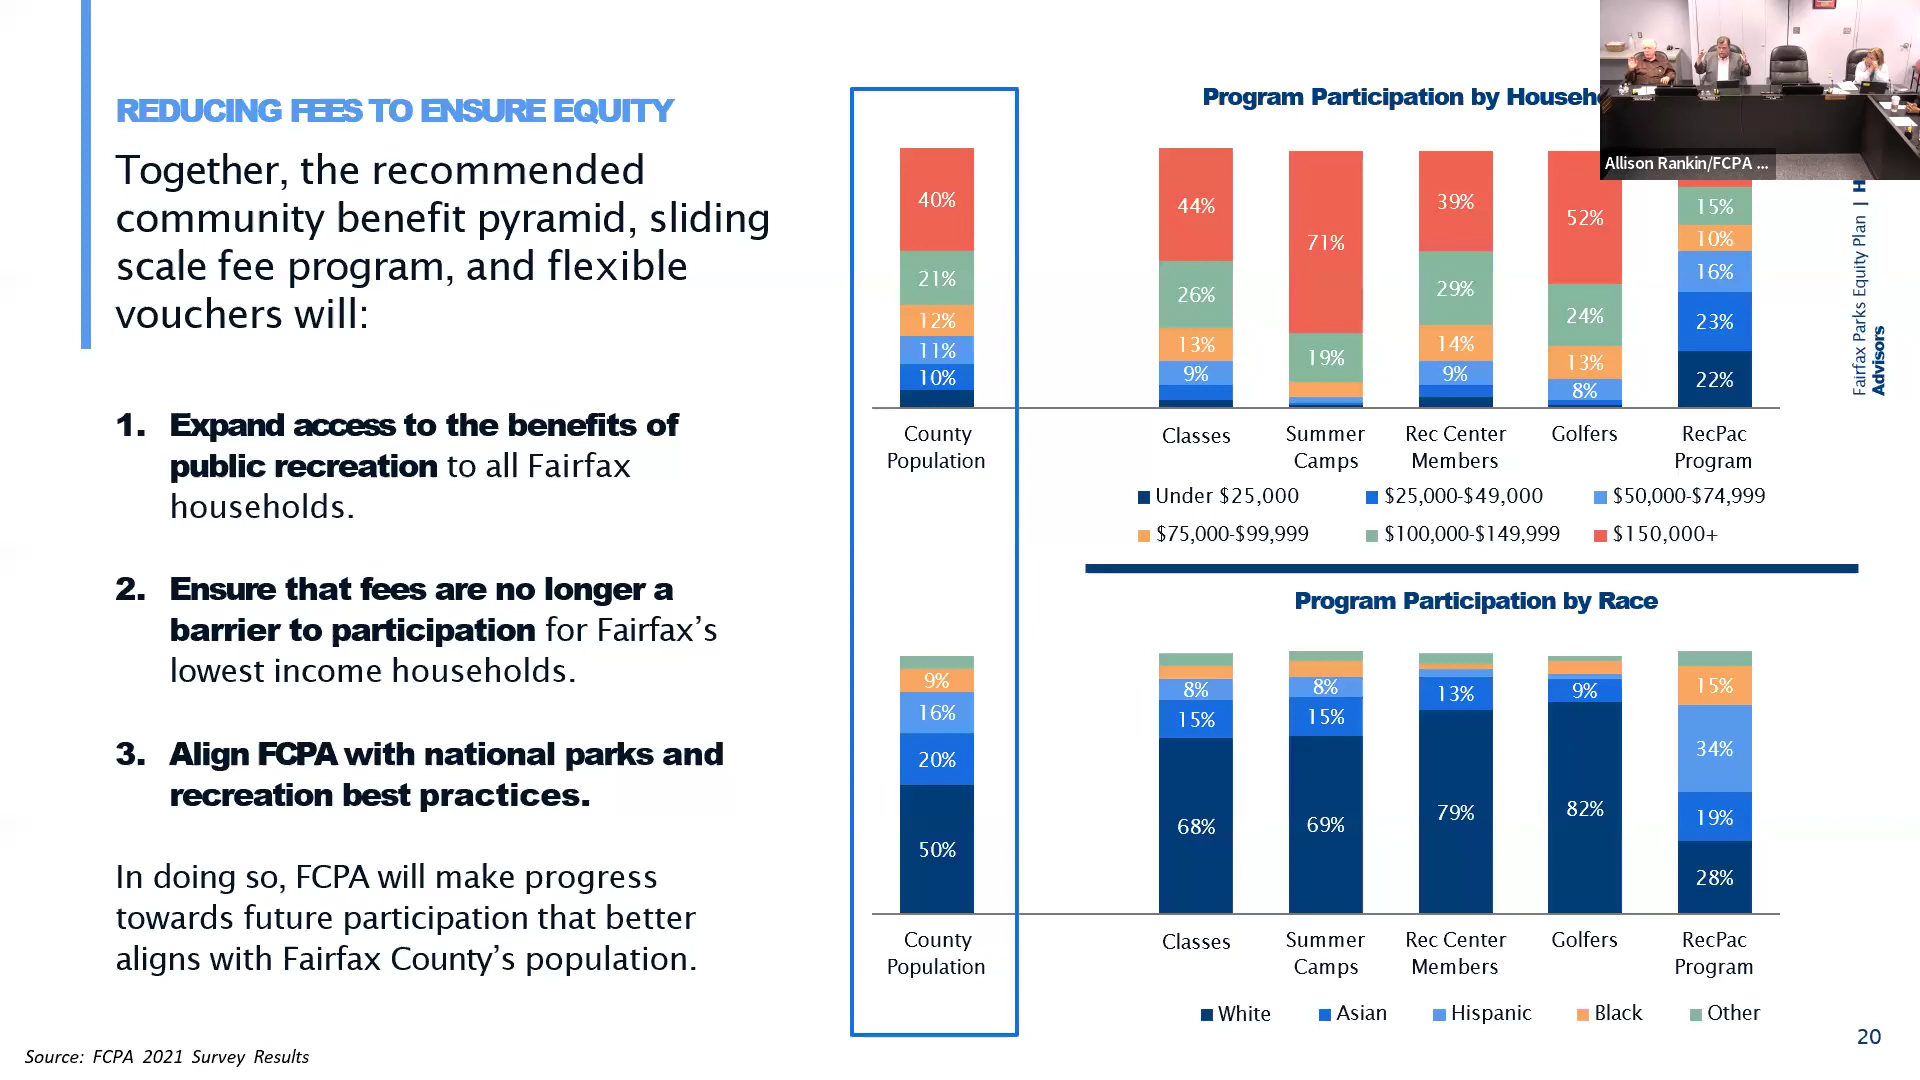 REDUCING FEES TO ENSURE EQUITY
Together, the recommended
community benefit pyramid, sliding
scale fee program, and flexible
vouchers will:
1. Expand access to the benefits of
public recreation to all Fairfax
households.
2. Ensure that fees are no longer a
barrier to participation for Fairfax’s
lowest income households.
3. Align FCPA with national parks and
recreation best practices.
In doing so, FCPA will make progress
towards future participation that better
aligns with Fairfax County’s population.
Source: FCPA 2021 Survey Results
Program Participation by
40%
21%
12%
11%
10%
44%
26%
13%
9%
71%
19%
39%
29%
14%
9%
52%
24%
13%
8%
15%
10%
16%
23%
22%
County
Population
Classes
Summer
Camps
Rec Center
Members
Golfers
RecPac
Program
Under $25,000
$25,000-$49,000
$50,000-$74,999
$75,000-$99,999
$100,000-$149,999
$150,000+
Program Participation by Race
9%
16%
20%
50%
8%
15%
68%
8%
15%
69%
13%
79%
9%
82%
15%
34%
19%
28%
County
Population
Classes
Summer
Camps
Rec Center
Members
Golfers
RecPac
Program
White
Asian
Hispanic
Black
Other
Allison Rankin/FCPA ...
Fairfax Parks Equity Plan |
Advisors
20